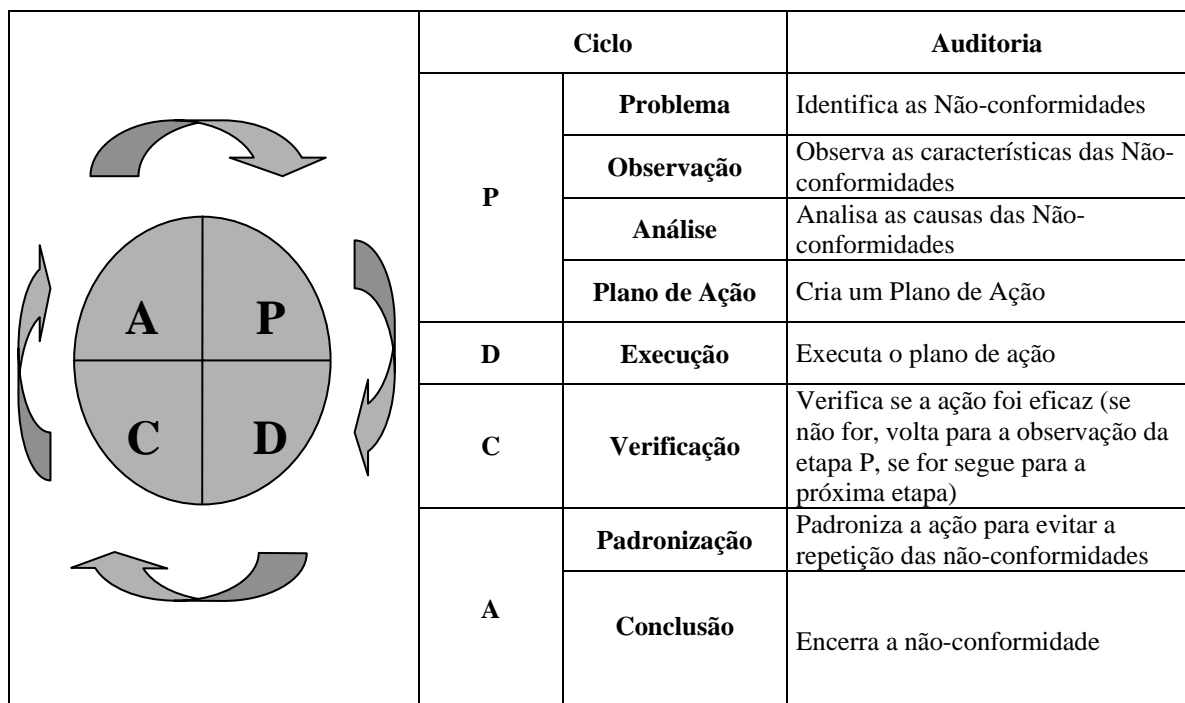 Ciclo
Auditoria
A
P
C
D
P
Problema
Identifica as Não-conformidades
Observação
Observa as características das Não-
conformidades
Análise
Analisa as causas das Não-
conformidades
Plano de Ação
Cria um Plano de Ação
D
Execução
Executa o plano de ação
C
Verificação
Verifica se a ação foi eficaz (se
não for, volta para a observação da
etapa P, se for segue para a
próxima etapa)
A
Padronização
Padroniza a ação para evitar a
repetição das não-conformidades
Conclusão
Encerra a não-conformidade